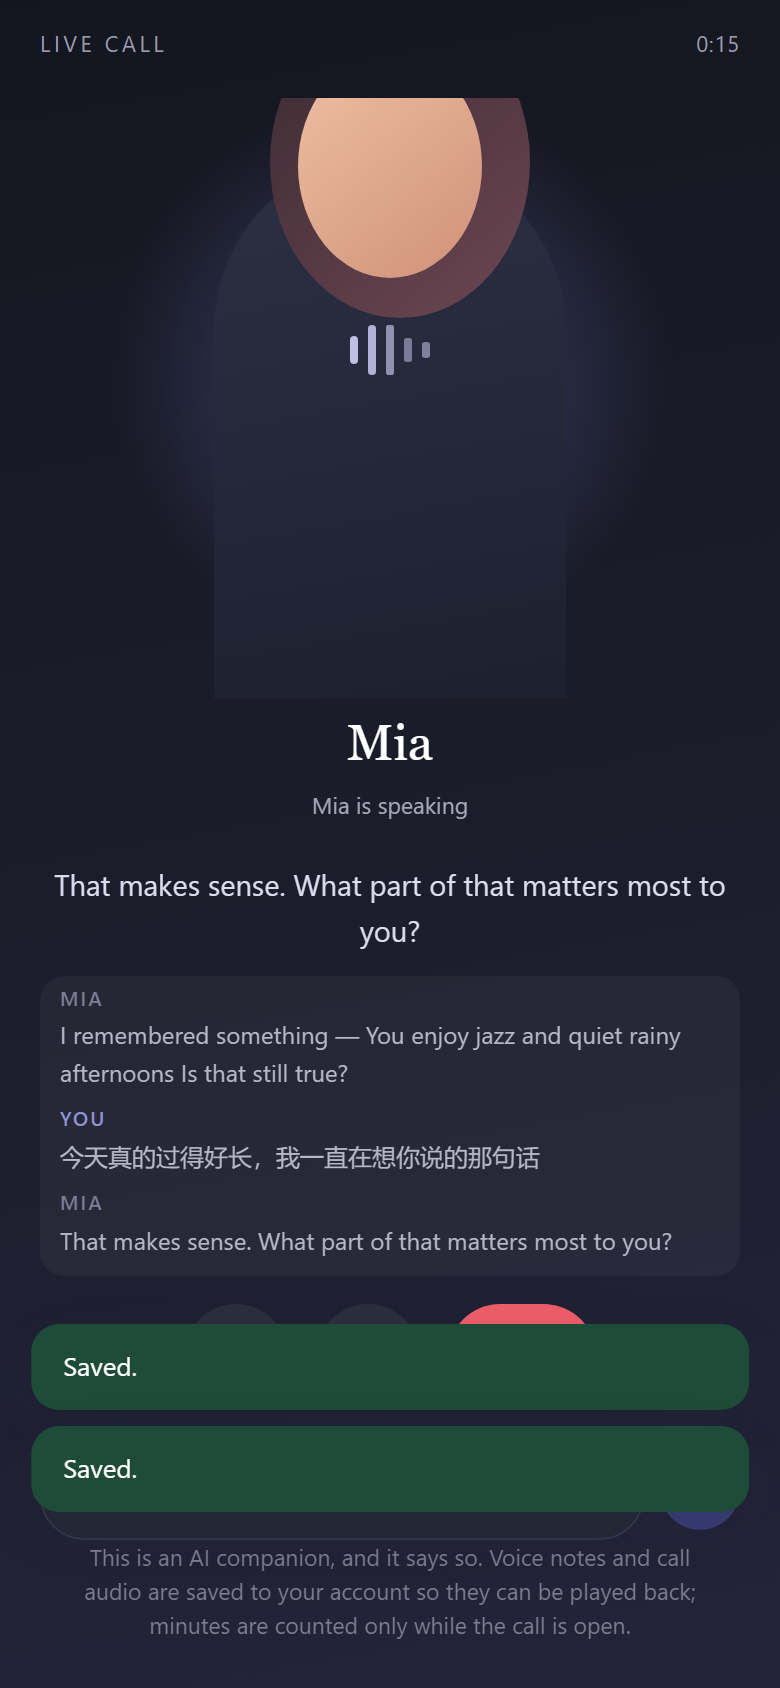 LIVE CALL
0:15
Mia
Mia is speaking
That makes sense. What part of that matters most to
you?
MIA
I remembered something — You enjoy jazz and quiet rainy
afternoons Is that still true?
YOU
今天真的过得好长，我一直在想你说的那句话
MIA
That makes sense. What part of that matters most to you?
Saved.
Saved.
This is an AI companion, and it says so. Voice notes and call
audio are saved to your account so they can be played back;
minutes are counted only while the call is open.